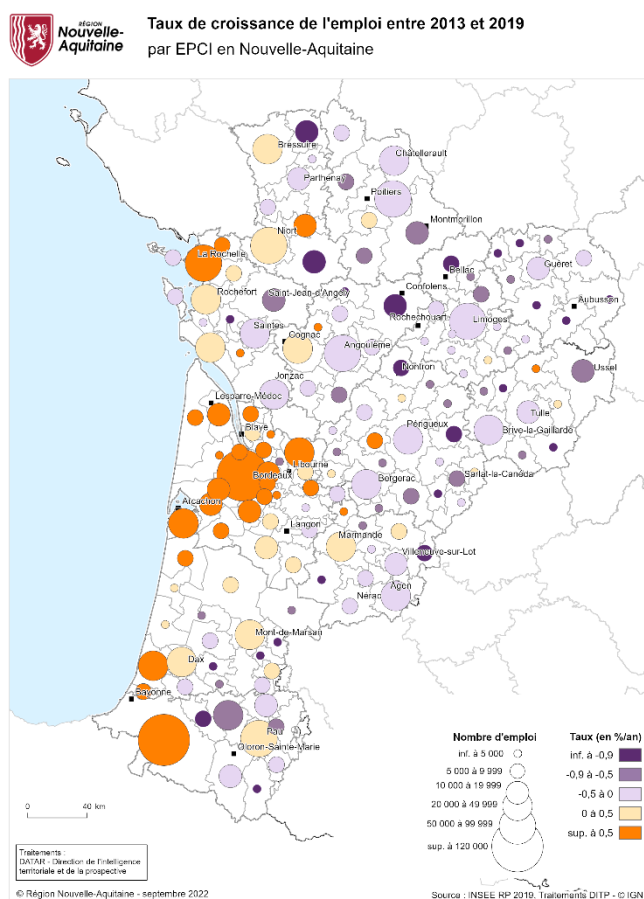 RÉGION
Nouvelle-
Aquitaine
Taux de croissance de l'emploi entre 2013 et 2019
par EPCI en Nouvelle-Aquitaine
Bressuire
Châtellerault
Parthenay
Poitiers
Montmorillon
Niort
La Rochelle
Bellac
Guéret
Rochefort
Saint-Jean-d'Angély
Confolens
Aubusson
Rochechouart
Limoges
Saintes
Cognac
Angoulême
Nontron
Ussel
Jonzac
Lesparre-Médoc
Tulle
Blaye
Périgueux
Brive-la-Gaillarde
Libourne
Bordeaux
Bergerac
Sarlat-la-Canéda
Arcachon
Langon
Marmande
Villeneuve-sur-Lot
Agen
Nérac
Mont-de-Marsan
Dax
Bayonne
Pau
Oloron-Sainte-Marie
Nombre d'emploi
inf. à 5 000
5 000 à 9 999
10 000 à 19 999
20 000 à 49 999
50 000 à 99 999
sup. à 120 000
Taux (en %/an)
inf. à -0,9
-0,9 à -0,5
-0,5 à 0
0 à 0,5
sup. à 0,5
0 40 km
Traitements :
DATAR - Direction de l'intelligence
territoriale et de la prospective
© Région Nouvelle-Aquitaine - septembre 2022
Source : INSEE RP 2019, Traitements DITP - © IGN